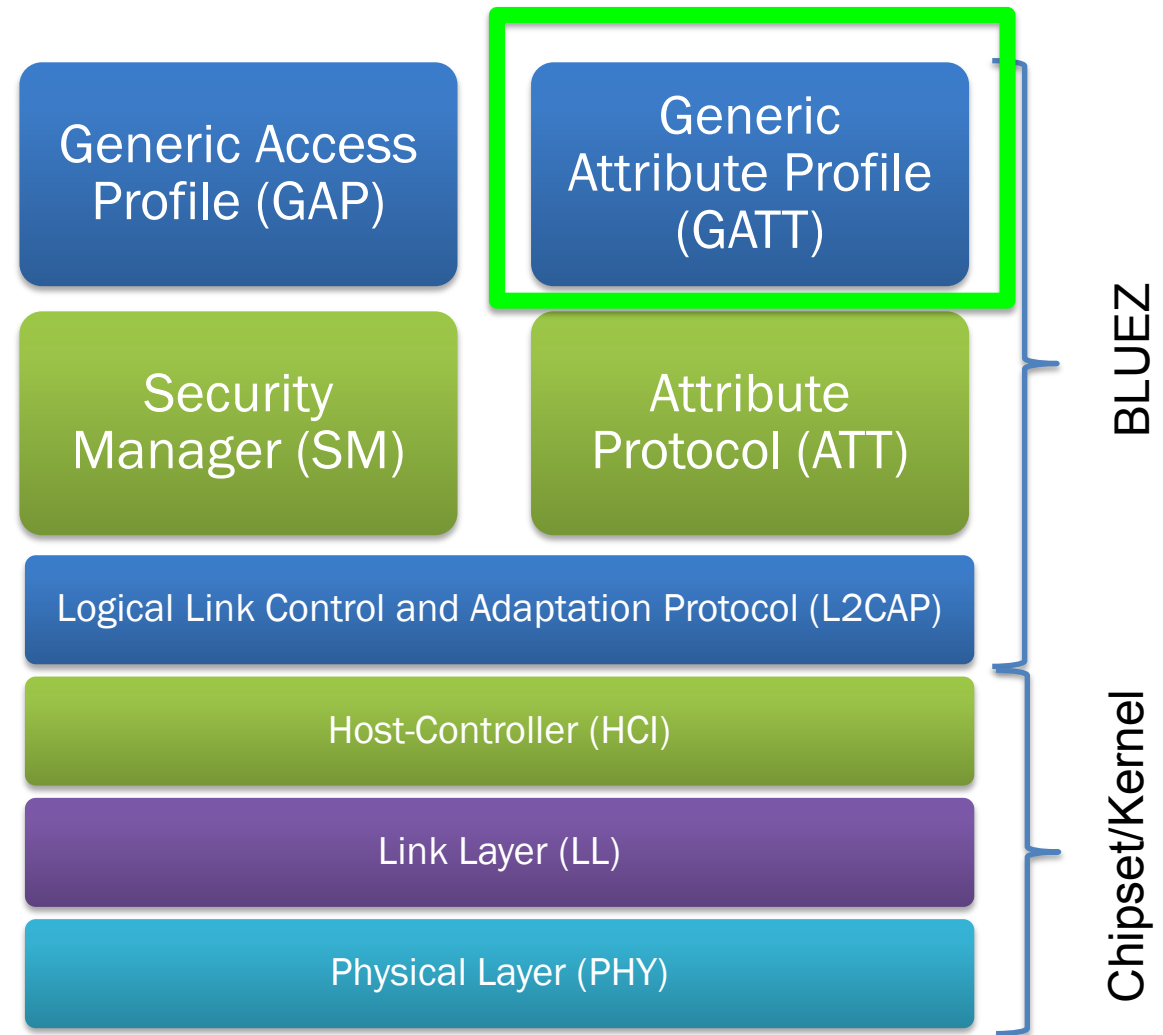 Generic Access
Profile (GAP)
Generic
Attribute Profile
(GATT)
Security
Manager (SM)
Attribute
Protocol (ATT)
Logical Link Control and Adaptation Protocol (L2CAP)
Host-Controller (HCI)
Link Layer (LL)
Physical Layer (PHY)
BLUEZ
Chipset/Kernel